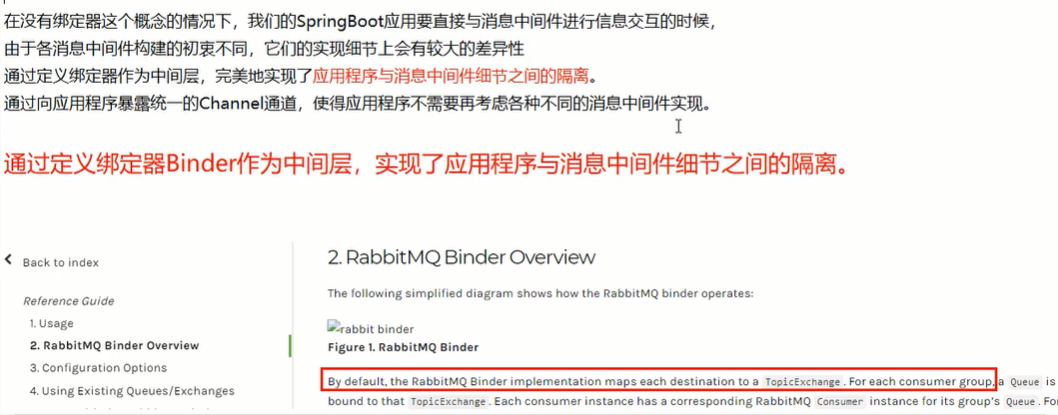 在没有绑定器这个概念的情况下，我们的SpringBoot应用要直接与消息中间件进行信息交互的时候，
由于各消息中间件构建的初衷不同，它们的实现细节上会有较大的差异性
通过定义绑定器作为中间层，完美地实现了应用程序与消息中间件细节之间的隔离。
通过向应用程序暴露统一的Channel通道，使得应用程序不需要再考虑各种不同的消息中间件实现。
通过定义绑定器Binder作为中间层，实现了应用程序与消息中间件细节之间的隔离。
Back to index
Reference Guide
1. Usage
2. RabbitMQ Binder Overview
3. Configuration Options
4. Using Existing Queues/Exchanges
2. RabbitMQ Binder Overview
The following simplified diagram shows how the RabbitMQ binder operates:
rabbit binder
Figure 1. RabbitMQ Binder
By default, the RabbitMQ Binder implementation maps each destination to a TopicExchange. For each consumer group, a Queue is
bound to that TopicExchange. Each consumer instance has a corresponding RabbitMQ Consumer instance for its group's Queue. Fo